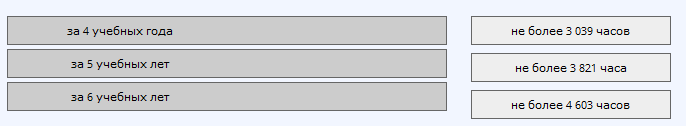 за 4 учебных года
не более 3 039 часов
за 5 учебных лет
не более 3 821 часа
за 6 учебных лет
не более 4 603 часов